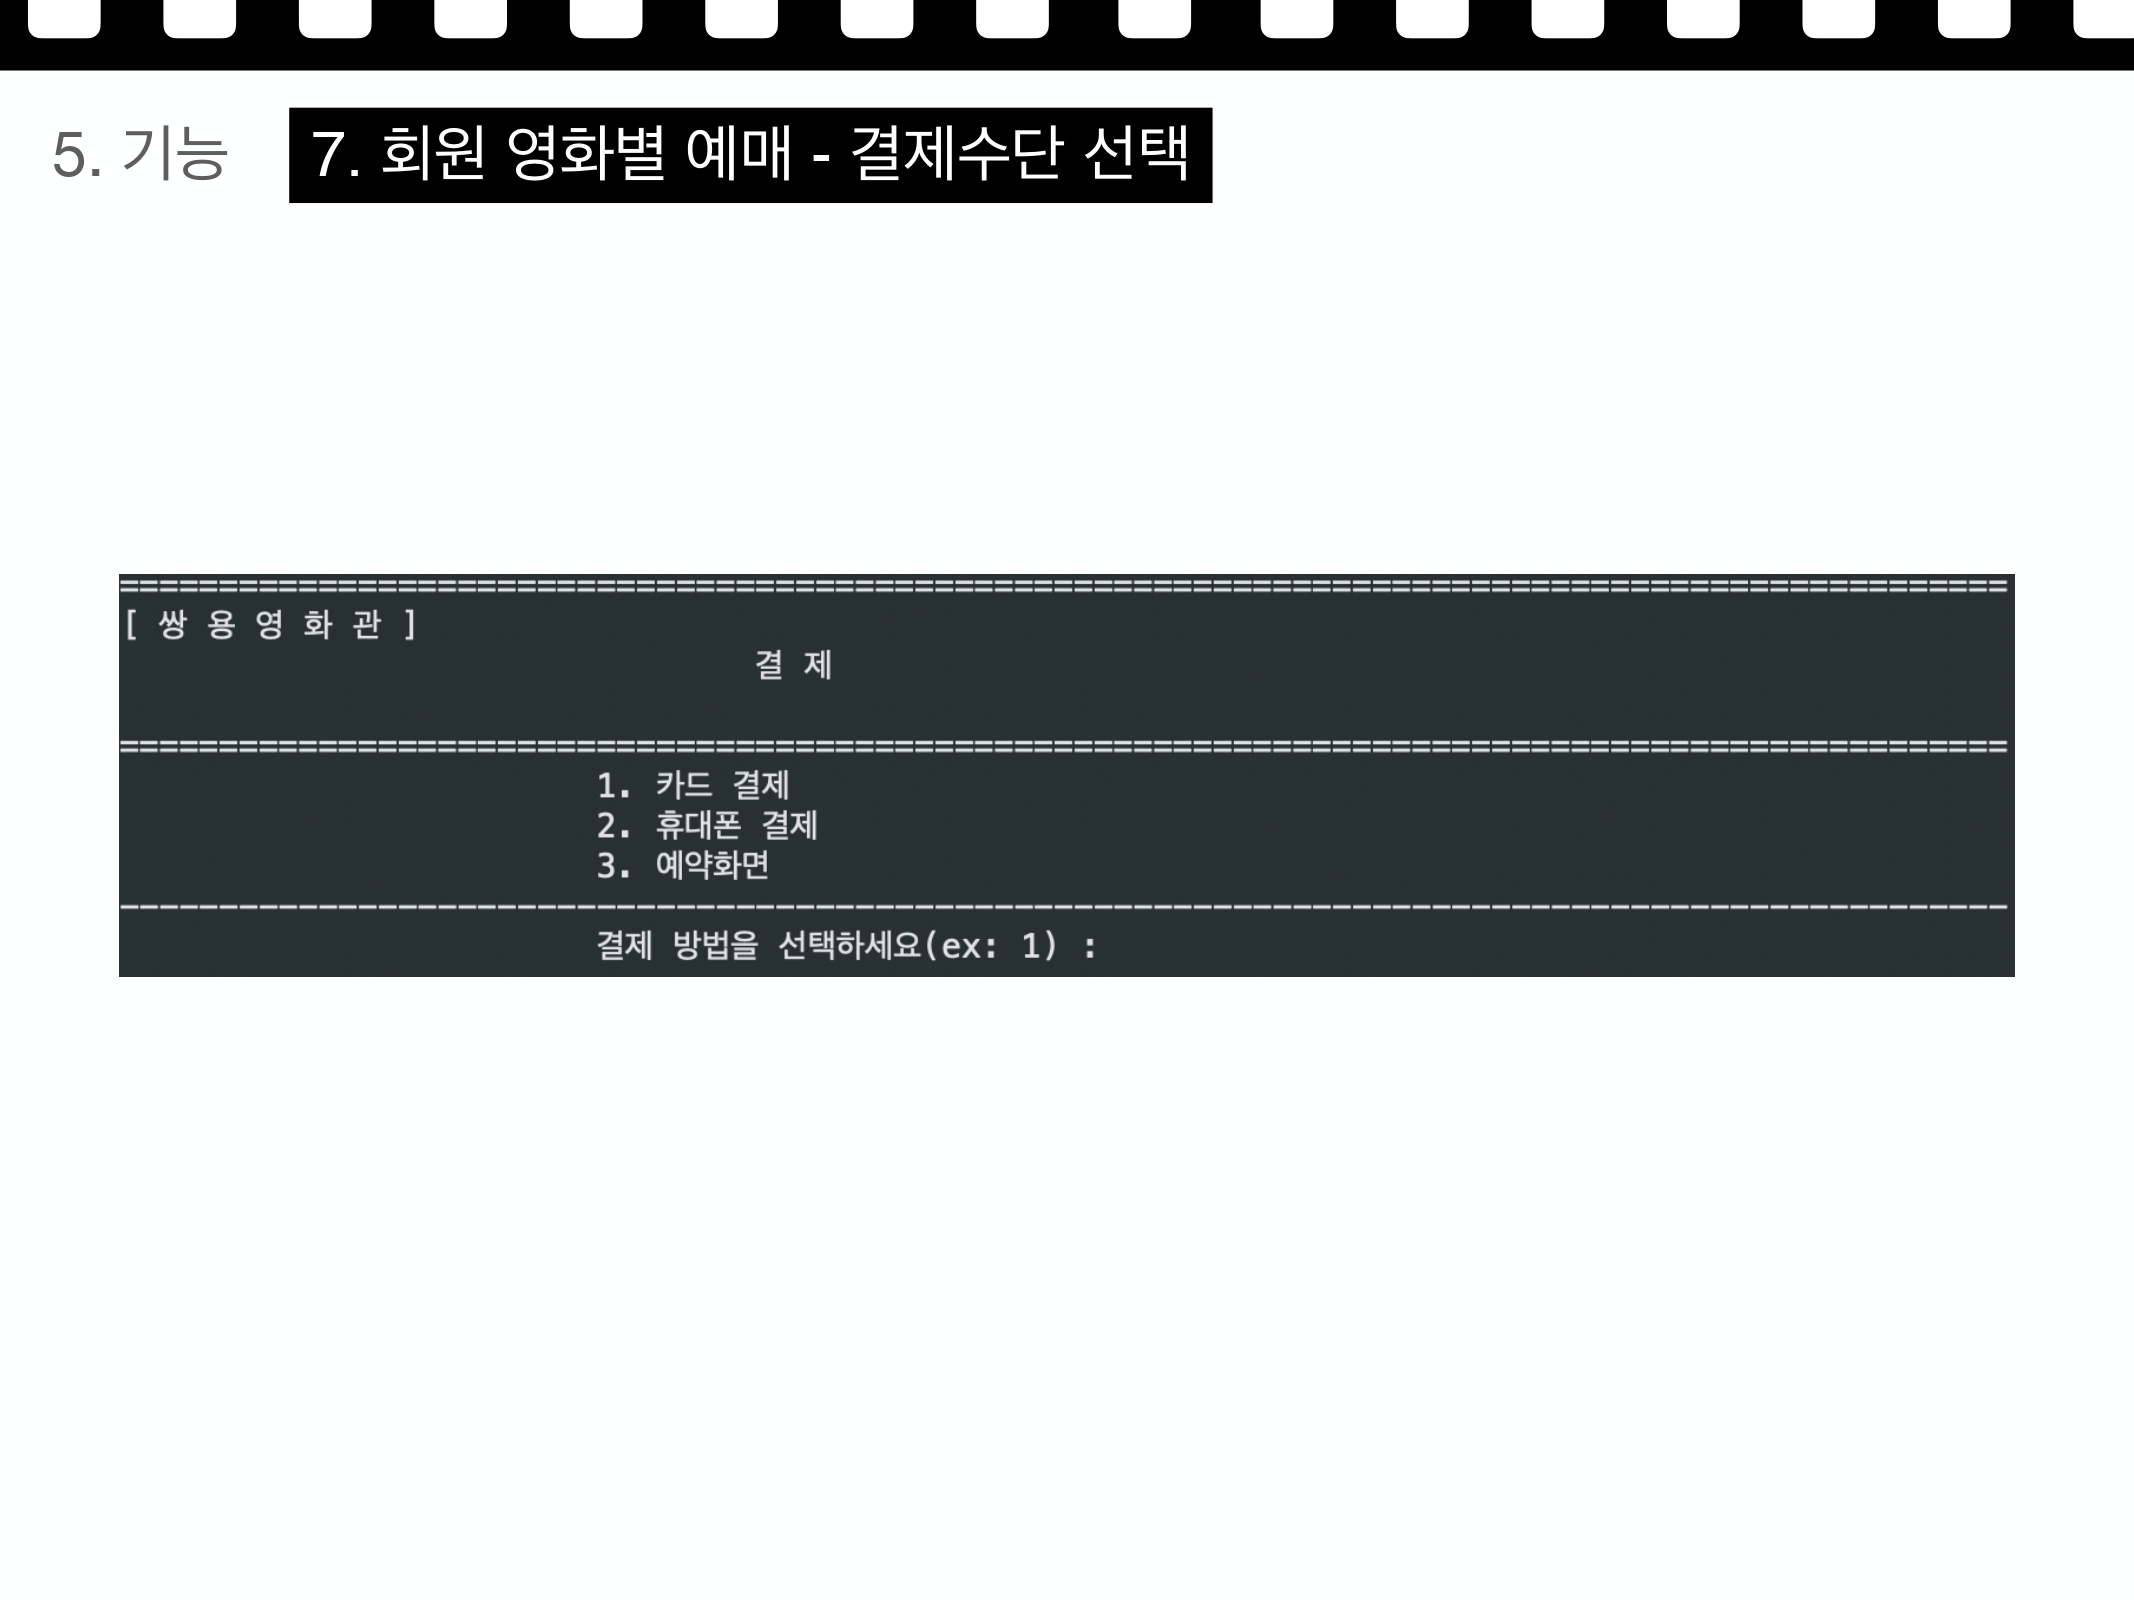 5. 기능
7. 회원 영화별 예매 - 결제수단 선택
===============================================================================================
[ 쌍 용 영 화 관 ]
결 제
===============================================================================================
1. 카드 결제
2. 휴대폰 결제
3. 예약화면
-----------------------------------------------------------------------------------------------
결제 방법을 선택하세요(ex: 1) :